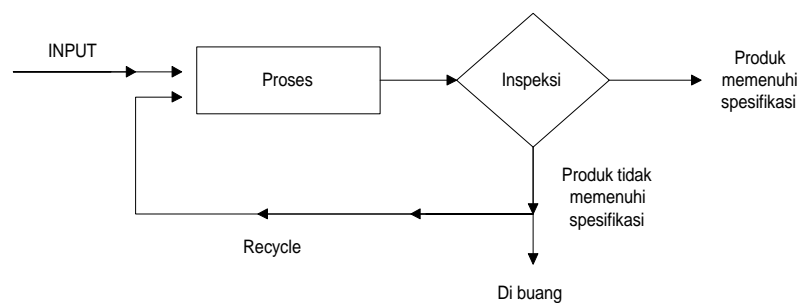 INPUT
Proses
Inspeksi
Produk
memenuhi
spesifikasi
Produk tidak
memenuhi
spesifikasi
Recycle
Di buang